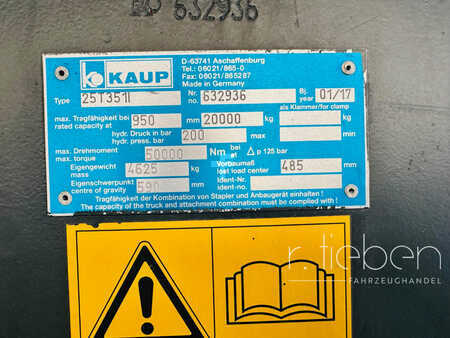 632936
KAUP
D-63741 Aschaffenburg
Tel.: 06021/865-0
Fax: 06021/865287
Made in Germany
Type 25T351 Nr. no. 632936 Bj. year 01/17
max. Tragfähigkeit bei rated capacity at 950 mm 20000 kg als Klammer/for clamp kg
hydr. Druck in bar hydr. press. bar 200 max min
max. Drehmoment max. torque 50000 Nm bei at Δ p 125 bar
Eigengewicht mass 4625 kg Vorbaumaß lost load center 485 mm
Eigenschwerpunkt centre of gravity 590 mm Ident-nr. Ident-no.
Tragfähigkeit der Kombination von Stapler und Anbaugerät einhalten !
The capacity of the truck and attachment combination must be complied with !
r. tieben
FAHRZEUGHANDEL